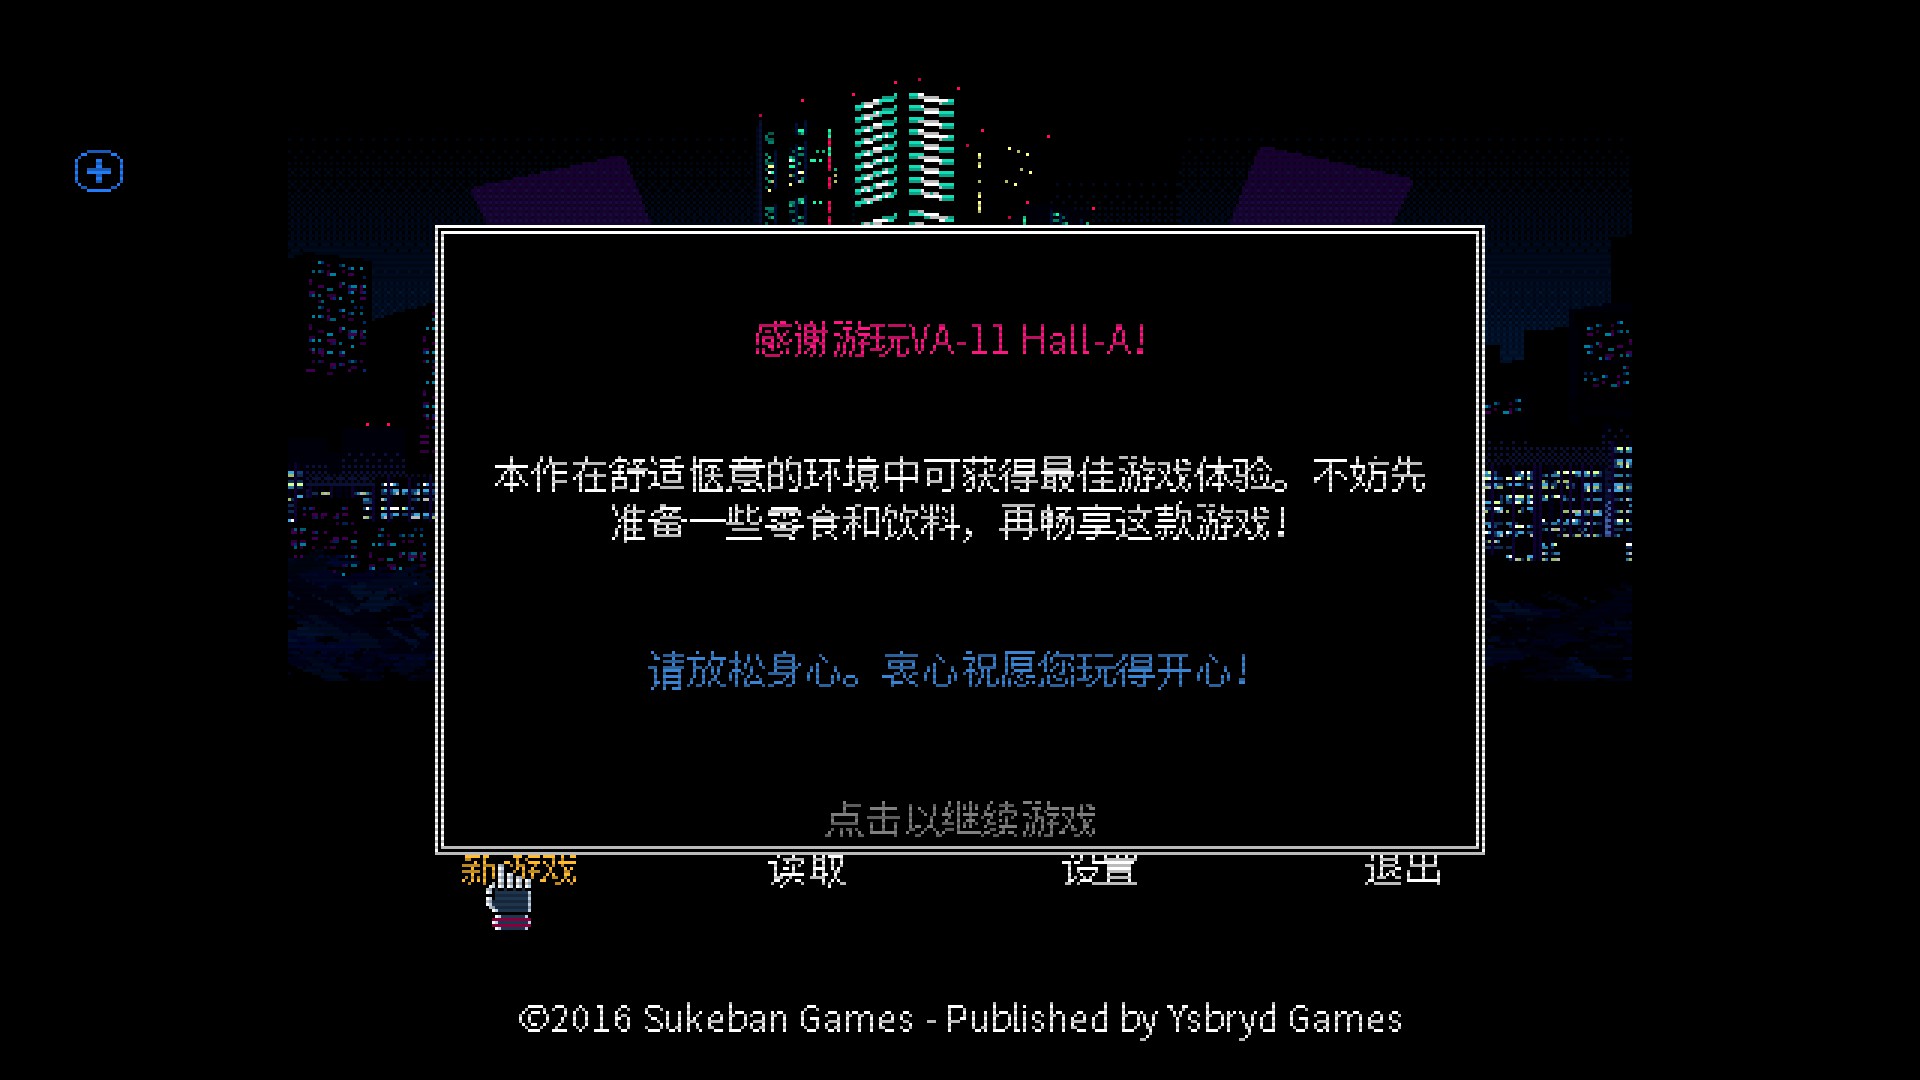 感谢游玩VA-11 Hall-A!
本作在舒适惬意的环境中可获得最佳游戏体验。不妨先
准备一些零食和饮料，再畅享这款游戏！
请放松身心。衷心祝愿您玩得开心！
点击以继续游戏
新游戏 读取 设置 退出
©2016 Sukeban Games - Published by Ysbryd Games